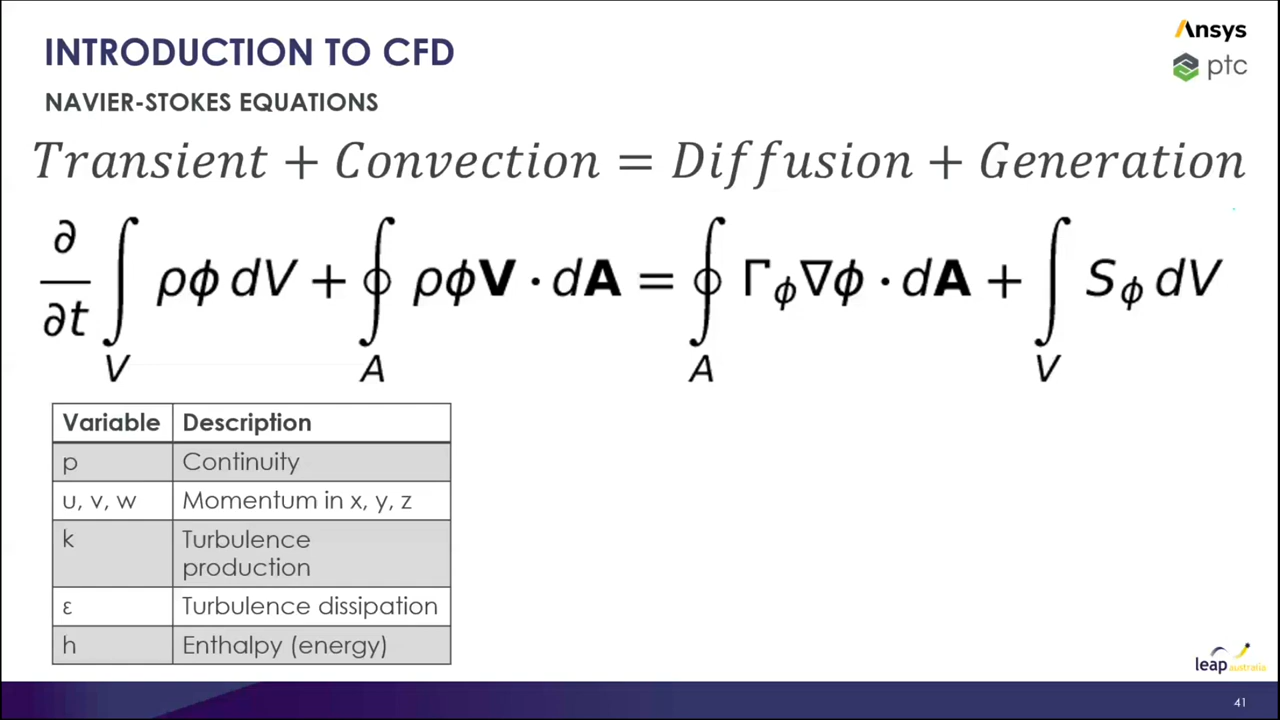 INTRODUCTION TO CFD
Ansys
ptc
NAVIER-STOKES EQUATIONS
Transient + Convection = Diffusion + Generation
∂/∂t ∫_V ρϕ dV + ∮_A ρϕ𝐕 · d𝐀 = ∮_A Γ_ϕ∇ϕ · d𝐀 + ∫_V S_ϕ dV
Variable Description
p Continuity
u, v, w Momentum in x, y, z
k Turbulence
production
ε Turbulence dissipation
h Enthalpy (energy)
leap australia
41